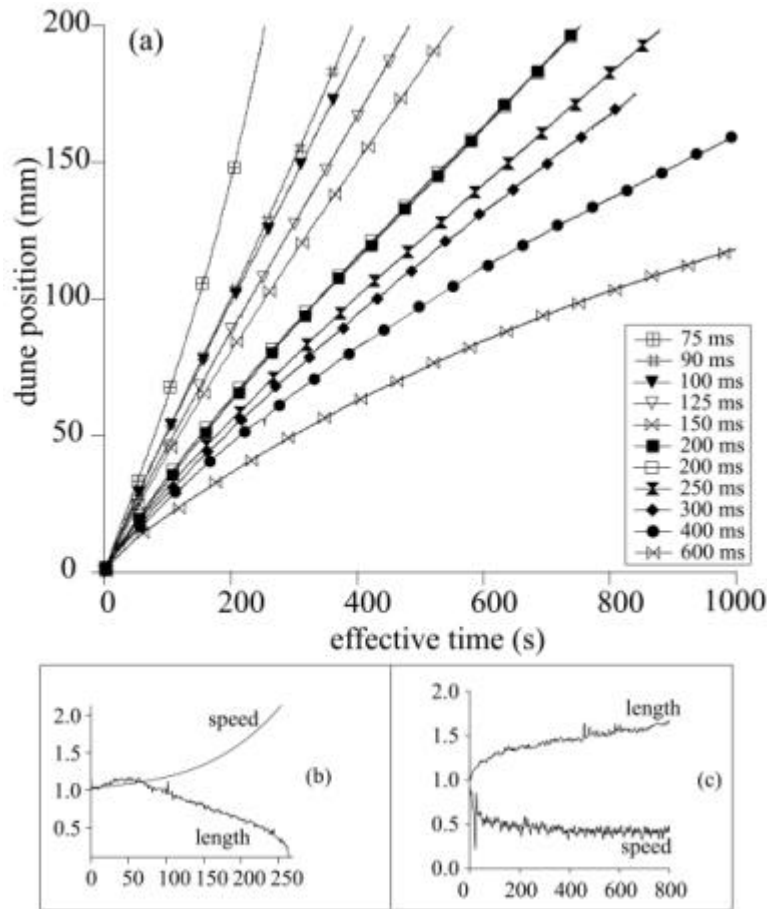 (a)
dune position (mm)
200
150
100
50
0
75 ms
90 ms
100 ms
125 ms
150 ms
200 ms
200 ms
250 ms
300 ms
400 ms
600 ms
0 200 400 600 800 1000
effective time (s)
2.0
1.5
1.0
0.5
speed
length
(b)
0 50 100 150 200 250
2.0
1.5
1.0
0.5
0.0
length
speed
(c)
0 200 400 600 800